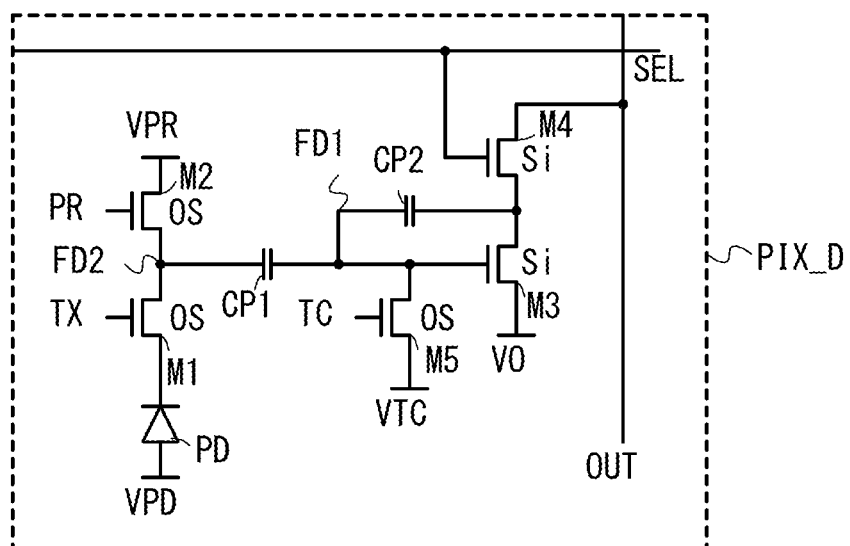 SEL
VPR
FD1
M4
CP2
Si
M2
PR
OS
FD2
Si
PIX_D
CP1
TC
OS
M3
TX
OS
VO
M1
M5
VTC
PD
OUT
VPD